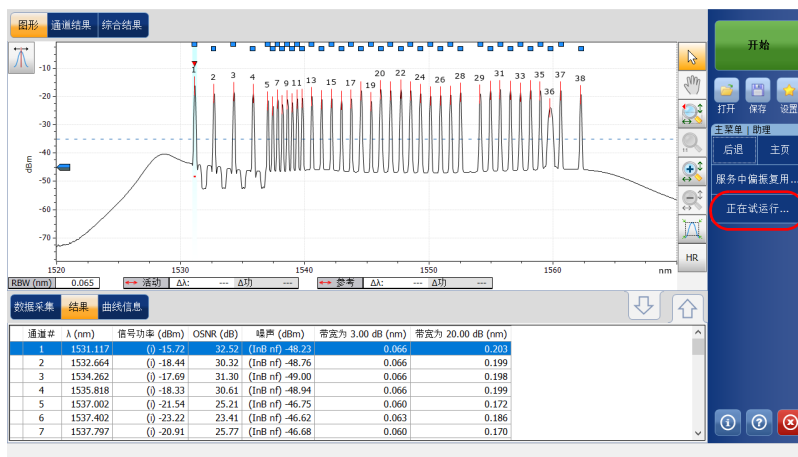 图形 通道结果 综合结果
-10
-20
-30
-40
-50
-60
-70
dBm
1 2 3 4 5 7 9 11 13 15 17 19 20 22 24 26 28 29 31 33 35 36 37 38
1520 1530 1540 1550 1560 nm
RBW (nm) 0.065 活动 Δλ: --- Δ功 --- 参考 Δλ: --- Δ功 ---
1:1
HR
数据采集 结果 曲线信息
通道# λ (nm) 信号功率 (dBm) OSNR (dB) 噪声 (dBm) 带宽为 3.00 dB (nm) 带宽为 20.00 dB (nm)
1 1531.117 (i) -15.72 32.52 (InB nf) -48.23 0.066 0.203
2 1532.664 (i) -18.44 30.32 (InB nf) -48.76 0.066 0.199
3 1534.262 (i) -17.69 31.30 (InB nf) -49.00 0.066 0.198
4 1535.818 (i) -18.33 30.61 (InB nf) -48.94 0.066 0.199
5 1537.002 (i) -21.54 25.21 (InB nf) -46.75 0.060 0.172
6 1537.402 (i) -23.22 23.41 (InB nf) -46.62 0.063 0.186
7 1537.797 (i) -20.91 25.77 (InB nf) -46.68 0.060 0.170
开始
打开 保存 设置
主菜单 | 助理
后退 主页
服务中偏振复用...
正在试运行...